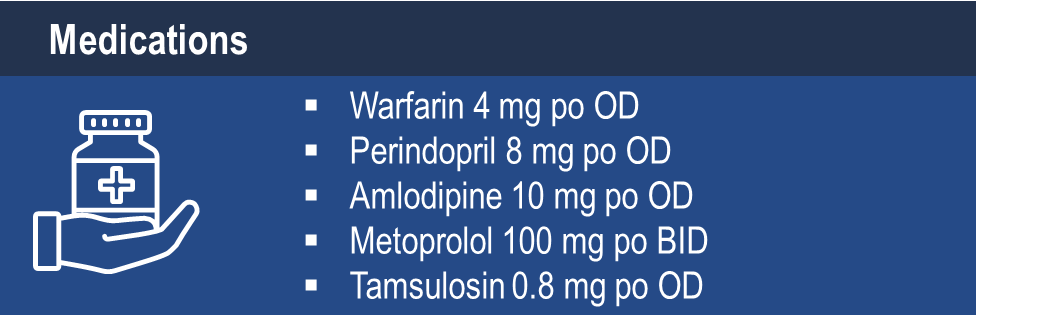 Medications
▪ Warfarin 4 mg po OD
▪ Perindopril 8 mg po OD
▪ Amlodipine 10 mg po OD
▪ Metoprolol 100 mg po BID
▪ Tamsulosin 0.8 mg po OD